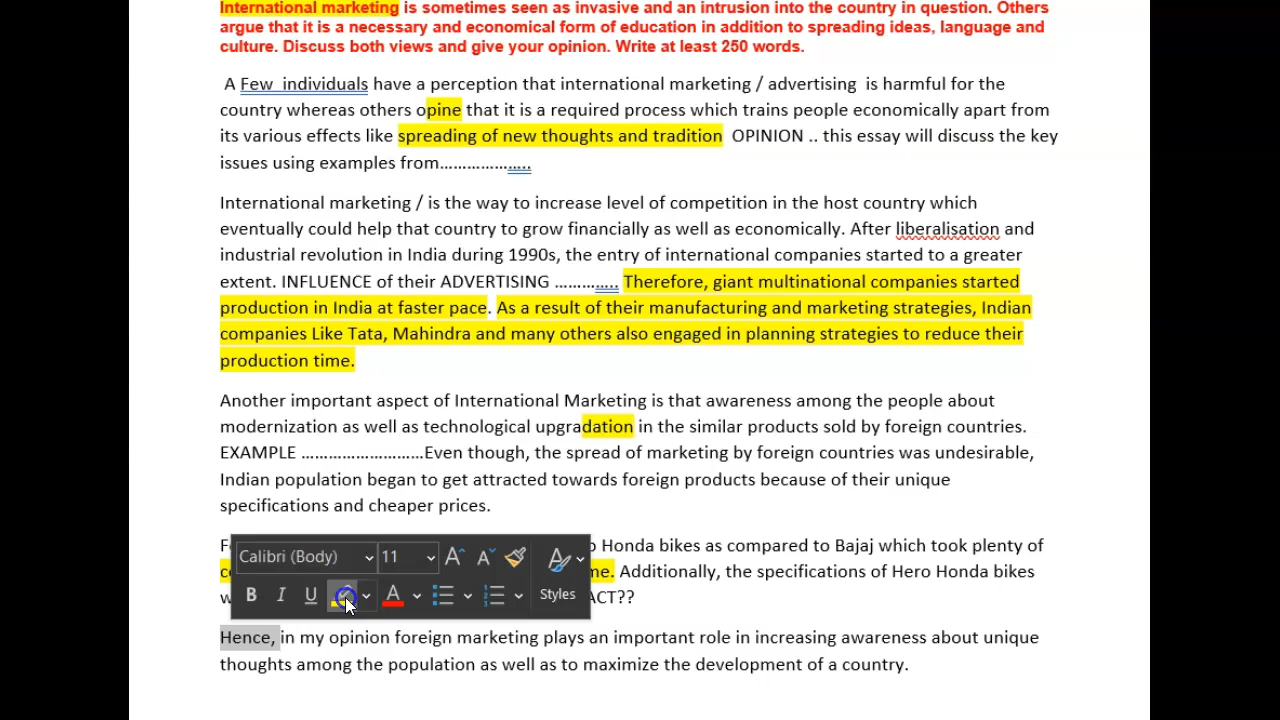 International marketing is sometimes seen as invasive and an intrusion into the country in question. Others
argue that it is a necessary and economical form of education in addition to spreading ideas, language and
culture. Discuss both views and give your opinion. Write at least 250 words.
A Few individuals have a perception that international marketing / advertising is harmful for the
country whereas others opine that it is a required process which trains people economically apart from
its various effects like spreading of new thoughts and tradition OPINION .. this essay will discuss the key
issues using examples from…………………..
International marketing / is the way to increase level of competition in the host country which
eventually could help that country to grow financially as well as economically. After liberalisation and
industrial revolution in India during 1990s, the entry of international companies started to a greater
extent. INFLUENCE of their ADVERTISING ………….. Therefore, giant multinational companies started
production in India at faster pace. As a result of their manufacturing and marketing strategies, Indian
companies Like Tata, Mahindra and many others also engaged in planning strategies to reduce their
production time.
Another important aspect of International Marketing is that awareness among the people about
modernization as well as technological upgradation in the similar products sold by foreign countries.
EXAMPLE ………………………Even though, the spread of marketing by foreign countries was undesirable,
Indian population began to get attracted towards foreign products because of their unique
specifications and cheaper prices.
Honda bikes as compared to Bajaj which took plenty of
Calibri (Body) 11
Additionally, the specifications of Hero Honda bikes
B I U A Styles
Hence, in my opinion foreign marketing plays an important role in increasing awareness about unique
thoughts among the population as well as to maximize the development of a country.